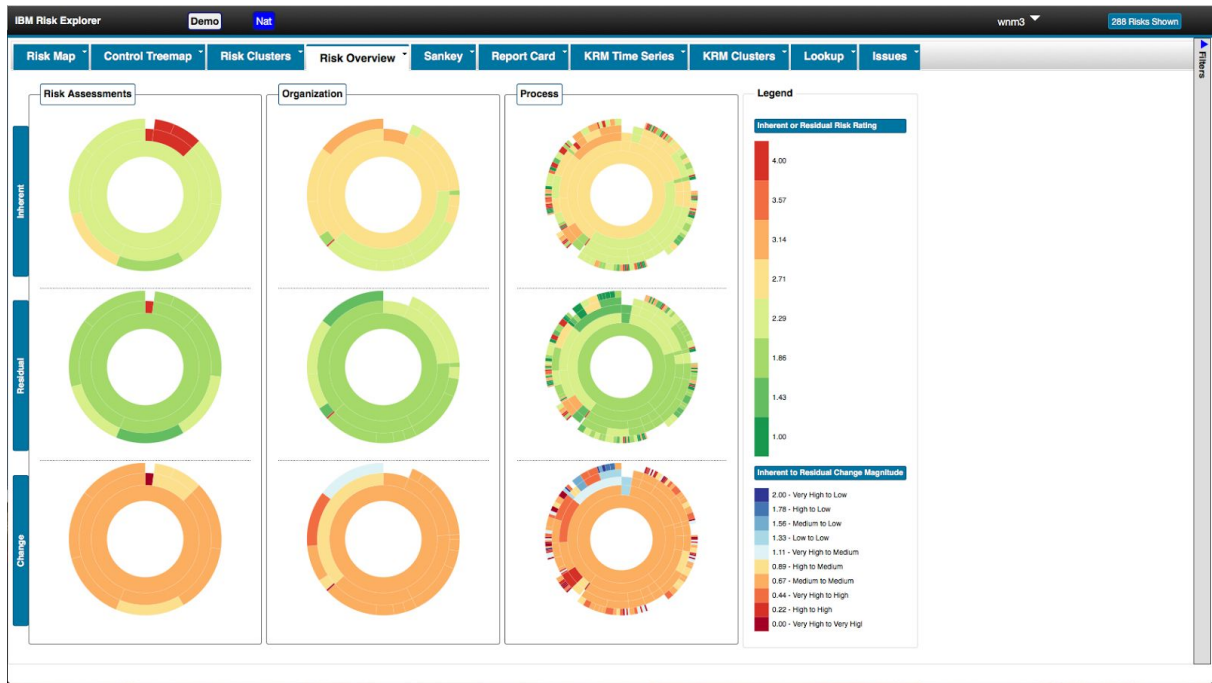 IBM Risk Explorer Demo Nat wnm3 288 Risks Shown
Risk Map Control Treemap Risk Clusters Risk Overview Sankey Report Card KRM Time Series KRM Clusters Lookup Issues
Filters
Risk Assessments Organization Process Legend
Inherent
Residual
Change
Inherent or Residual Risk Rating
4.00
3.57
3.14
2.71
2.29
1.86
1.43
1.00
Inherent to Residual Change Magnitude
2.00 - Very High to Low
1.78 - High to Low
1.56 - Medium to Low
1.33 - Low to Low
1.11 - Very High to Medium
0.89 - High to Medium
0.67 - Medium to Medium
0.44 - Very High to High
0.22 - High to High
0.00 - Very High to Very Higl